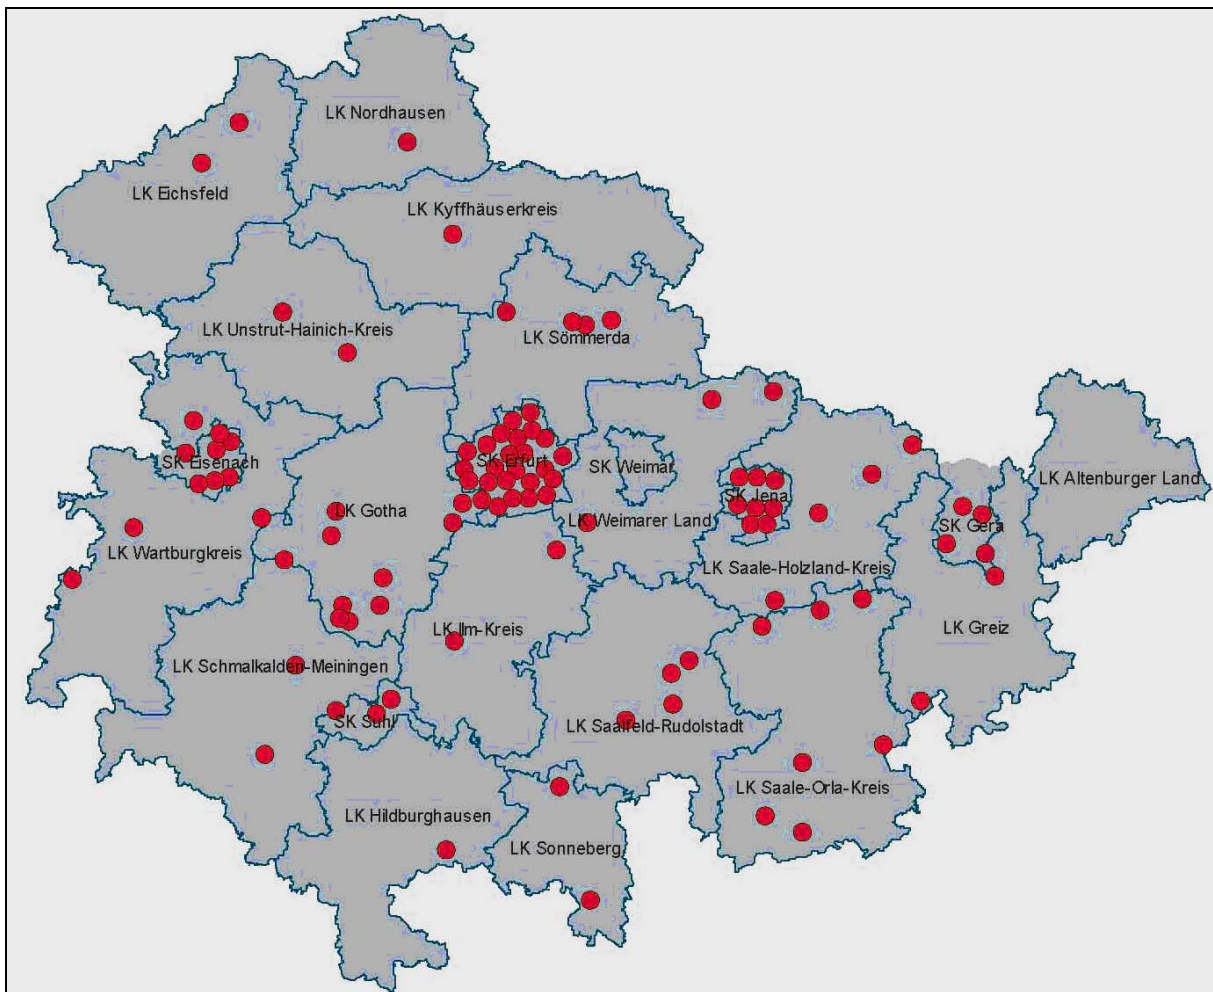 LK Nordhausen
LK Eichsfeld
LK Kyffhäuserkreis
LK Unstrut-Hainich-Kreis
LK Sömmerda
SK Eisenach
SK Erfurt
SK Weimar
LK Altenburger Land
SK Jena
LK Gotha
LK Weimarer Land
SK Gera
LK Wartburgkreis
LK Saale-Holzland-Kreis
LK Ilm-Kreis
LK Greiz
LK Schmalkalden-Meiningen
SK Suhl
LK Saalfeld-Rudolstadt
LK Saale-Orla-Kreis
LK Hildburghausen
LK Sonneberg